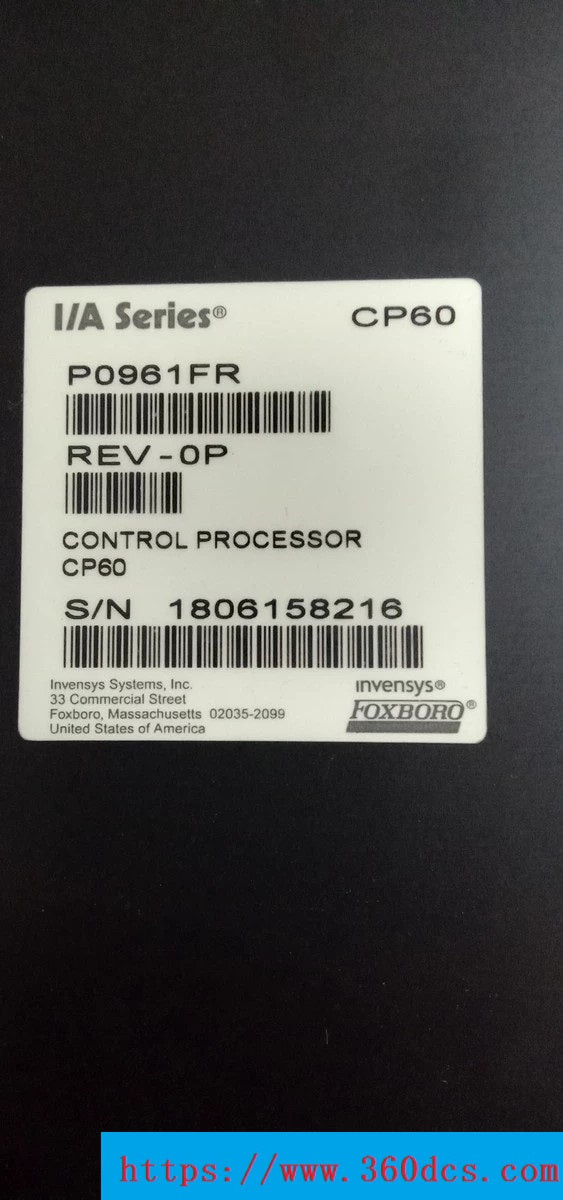 I/A Series® CP60
P0961FR
REV-0P
CONTROL PROCESSOR
CP60
S/N 1806158216
Invensys Systems, Inc.
33 Commercial Street
Foxboro, Massachusetts 02035-2099
United States of America
invensys®
FOXBORO®
https://www.360dcs.com